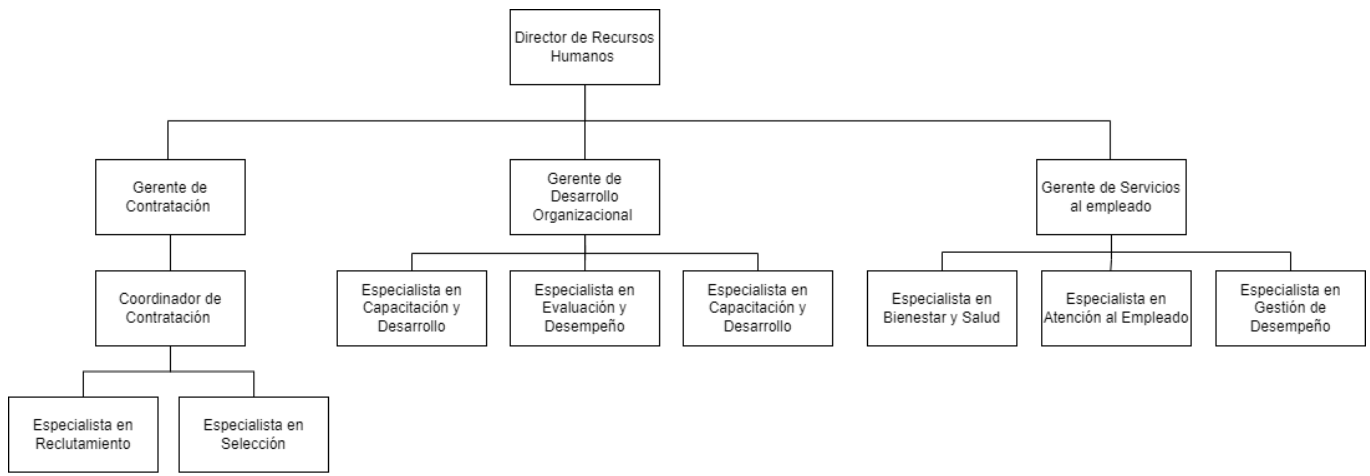 Director de Recursos
Humanos
Gerente de
Contratación
Gerente de
Desarrollo
Organizacional
Gerente de Servicios
al empleado
Coordinador de
Contratación
Especialista en
Capacitación y
Desarrollo
Especialista en
Evaluación y
Desempeño
Especialista en
Capacitación y
Desarrollo
Especialista en
Bienestar y Salud
Especialista en
Atención al Empleado
Especialista en
Gestión de
Desempeño
Especialista en
Reclutamiento
Especialista en
Selección